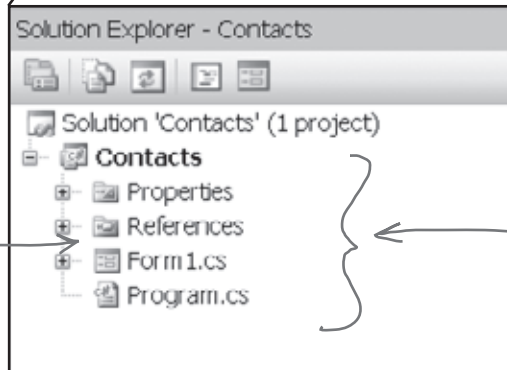 Solution Explorer - Contacts
Solution 'Contacts' (1 project)
Contacts
Properties
References
Form1.cs
Program.cs